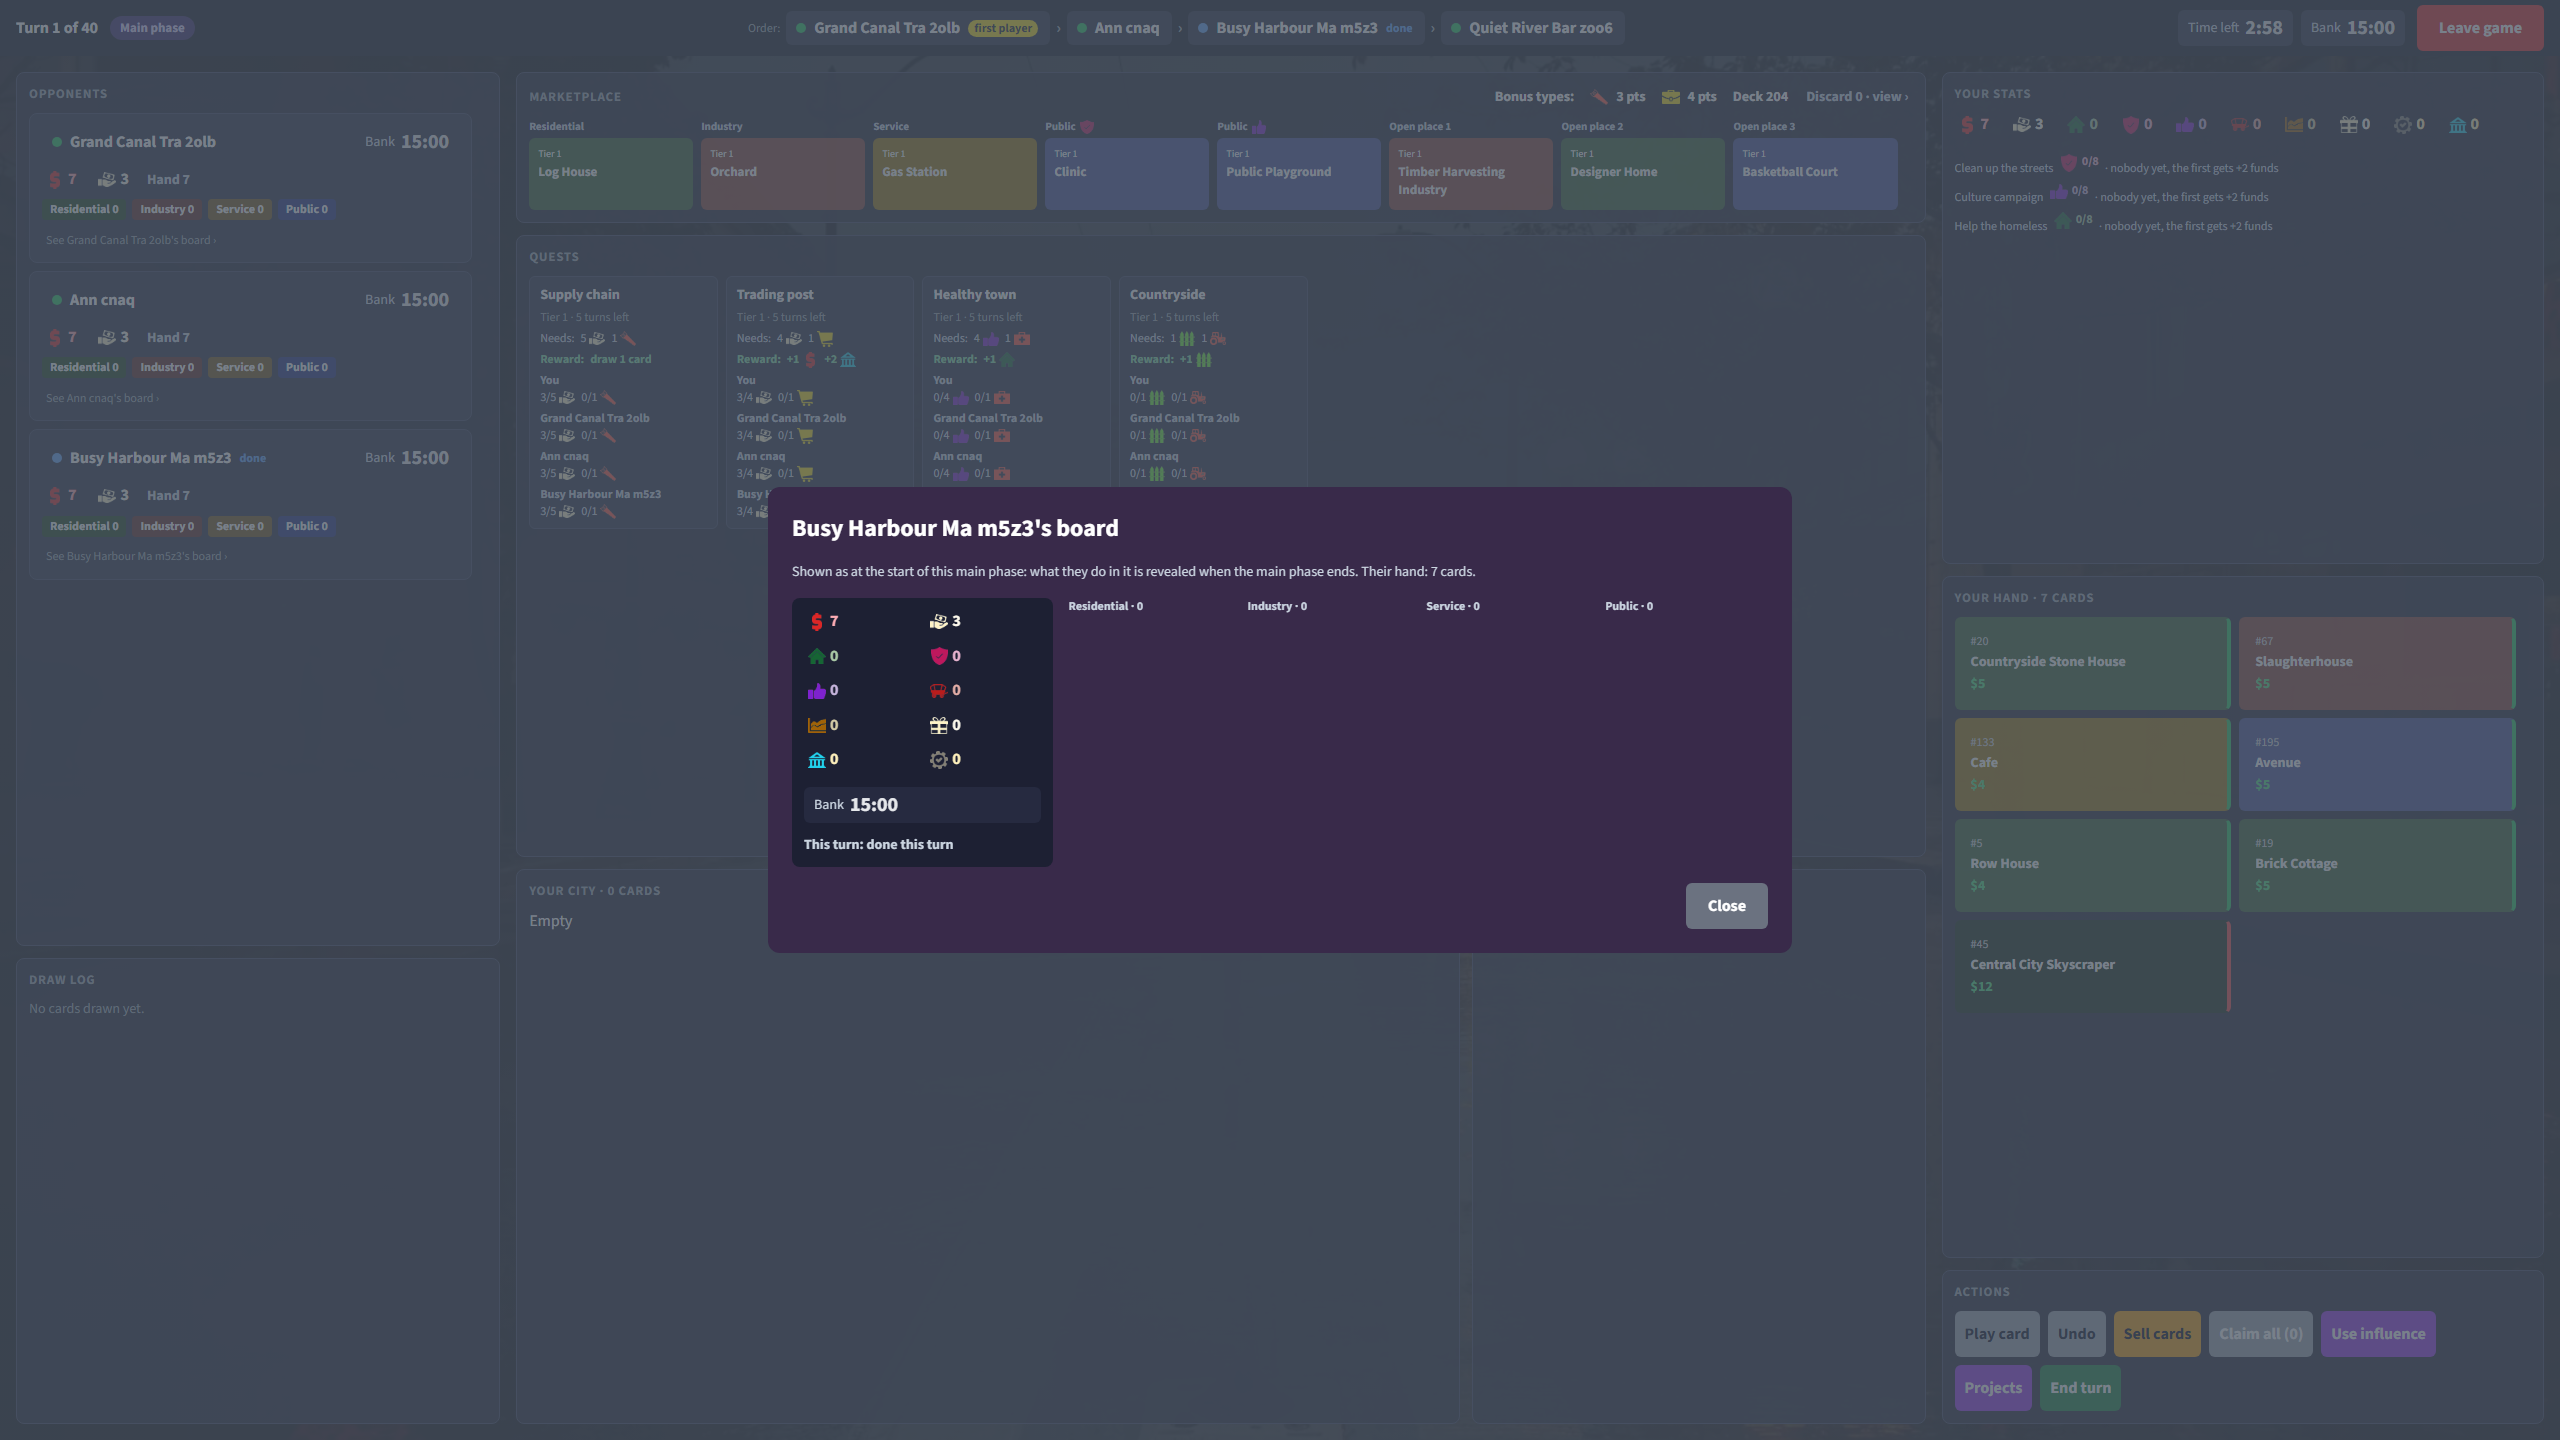 Turn 1 of 40 Main phase
Order: Grand Canal Tra 2olb first player › Ann cnaq › Busy Harbour Ma m5z3 done › Quiet River Bar zoo6
Time left 2:58 Bank 15:00 Leave game
OPPONENTS
Grand Canal Tra 2olb Bank 15:00
7 3 Hand 7
Residential 0 Industry 0 Service 0 Public 0
See Grand Canal Tra 2olb's board ›
Ann cnaq Bank 15:00
7 3 Hand 7
Residential 0 Industry 0 Service 0 Public 0
See Ann cnaq's board ›
Busy Harbour Ma m5z3 done Bank 15:00
7 3 Hand 7
Residential 0 Industry 0 Service 0 Public 0
See Busy Harbour Ma m5z3's board ›
DRAW LOG
No cards drawn yet.
MARKETPLACE
Bonus types: 3 pts 4 pts Deck 204 Discard 0 · view ›
Residential Industry Service Public Public Open place 1 Open place 2 Open place 3
Tier 1 Tier 1 Tier 1 Tier 1 Tier 1 Tier 1 Tier 1 Tier 1
Log House Orchard Gas Station Clinic Public Playground Timber Harvesting Industry Designer Home Basketball Court
QUESTS
Supply chain
Tier 1 · 5 turns left
Needs: 5 1
Reward: draw 1 card
You
3/5 0/1
Grand Canal Tra 2olb
3/5 0/1
Ann cnaq
3/5 0/1
Busy Harbour Ma m5z3
3/5 0/1
Trading post
Tier 1 · 5 turns left
Needs: 4 1
Reward: +1 +2
You
3/4 0/1
Grand Canal Tra 2olb
3/4 0/1
Ann cnaq
3/4 0/1
Busy
3/4
Healthy town
Tier 1 · 5 turns left
Needs: 4 1
Reward: +1
You
0/4 0/1
Grand Canal Tra 2olb
0/4 0/1
Ann cnaq
0/4 0/1
Countryside
Tier 1 · 5 turns left
Needs: 1 1
Reward: +1
You
0/1 0/1
Grand Canal Tra 2olb
0/1 0/1
Ann cnaq
0/1 0/1
Busy Harbour Ma m5z3's board
Shown as at the start of this main phase: what they do in it is revealed when the main phase ends. Their hand: 7 cards.
7 3
0 0
0 0
0 0
0 0
Bank 15:00
This turn: done this turn
Residential · 0 Industry · 0 Service · 0 Public · 0
Close
YOUR CITY · 0 CARDS
Empty
YOUR STATS
7 3 0 0 0 0 0 0 0 0
Clean up the streets 0/8 · nobody yet, the first gets +2 funds
Culture campaign 0/8 · nobody yet, the first gets +2 funds
Help the homeless 0/8 · nobody yet, the first gets +2 funds
YOUR HAND · 7 CARDS
#20
Countryside Stone House
$5
#67
Slaughterhouse
$5
#133
Cafe
$4
#195
Avenue
$5
#5
Row House
$4
#19
Brick Cottage
$5
#45
Central City Skyscraper
$12
ACTIONS
Play card Undo Sell cards Claim all (0) Use influence
Projects End turn